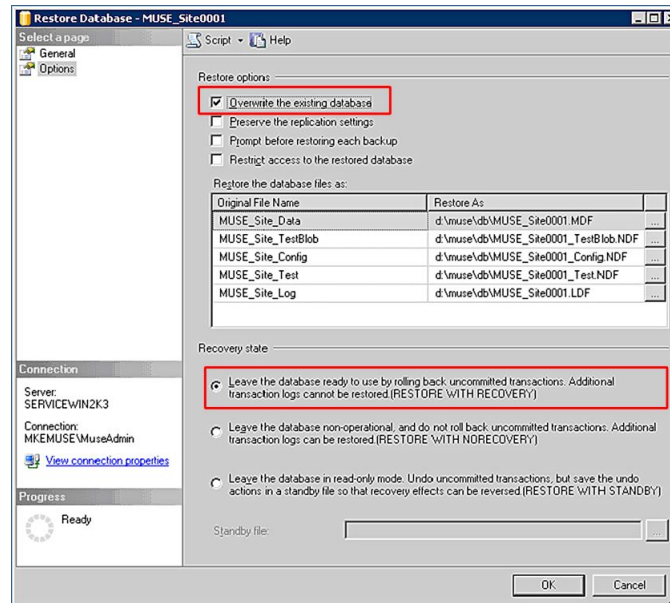 Restore Database - MUSE_Site0001
Select a page
General
Options
Script
Help
Restore options
Overwrite the existing database
Preserve the replication settings
Prompt before restoring each backup
Restrict access to the restored database
Restore the database files as:
Original File Name Restore As
MUSE_Site_Data d:\muse\db\MUSE_Site0001.MDF ...
MUSE_Site_TestBlob d:\muse\db\MUSE_Site0001_TestBlob.NDF ...
MUSE_Site_Config d:\muse\db\MUSE_Site0001_Config.NDF ...
MUSE_Site_Test d:\muse\db\MUSE_Site0001_Test.NDF ...
MUSE_Site_Log d:\muse\db\MUSE_Site0001.LDF ...
Recovery state
Leave the database ready to use by rolling back uncommitted transactions. Additional
transaction logs cannot be restored.(RESTORE WITH RECOVERY)
Leave the database non-operational, and do not roll back uncommitted transactions. Additional
transaction logs can be restored.(RESTORE WITH NORECOVERY)
Leave the database in read-only mode. Undo uncommitted transactions, but save the undo
actions in a standby file so that recovery effects can be reversed.(RESTORE WITH STANDBY)
Standby file: ...
Connection
Server:
SERVICEWIN2K3
Connection:
MKEMUSE\MuseAdmin
View connection properties
Progress
Ready
OK Cancel